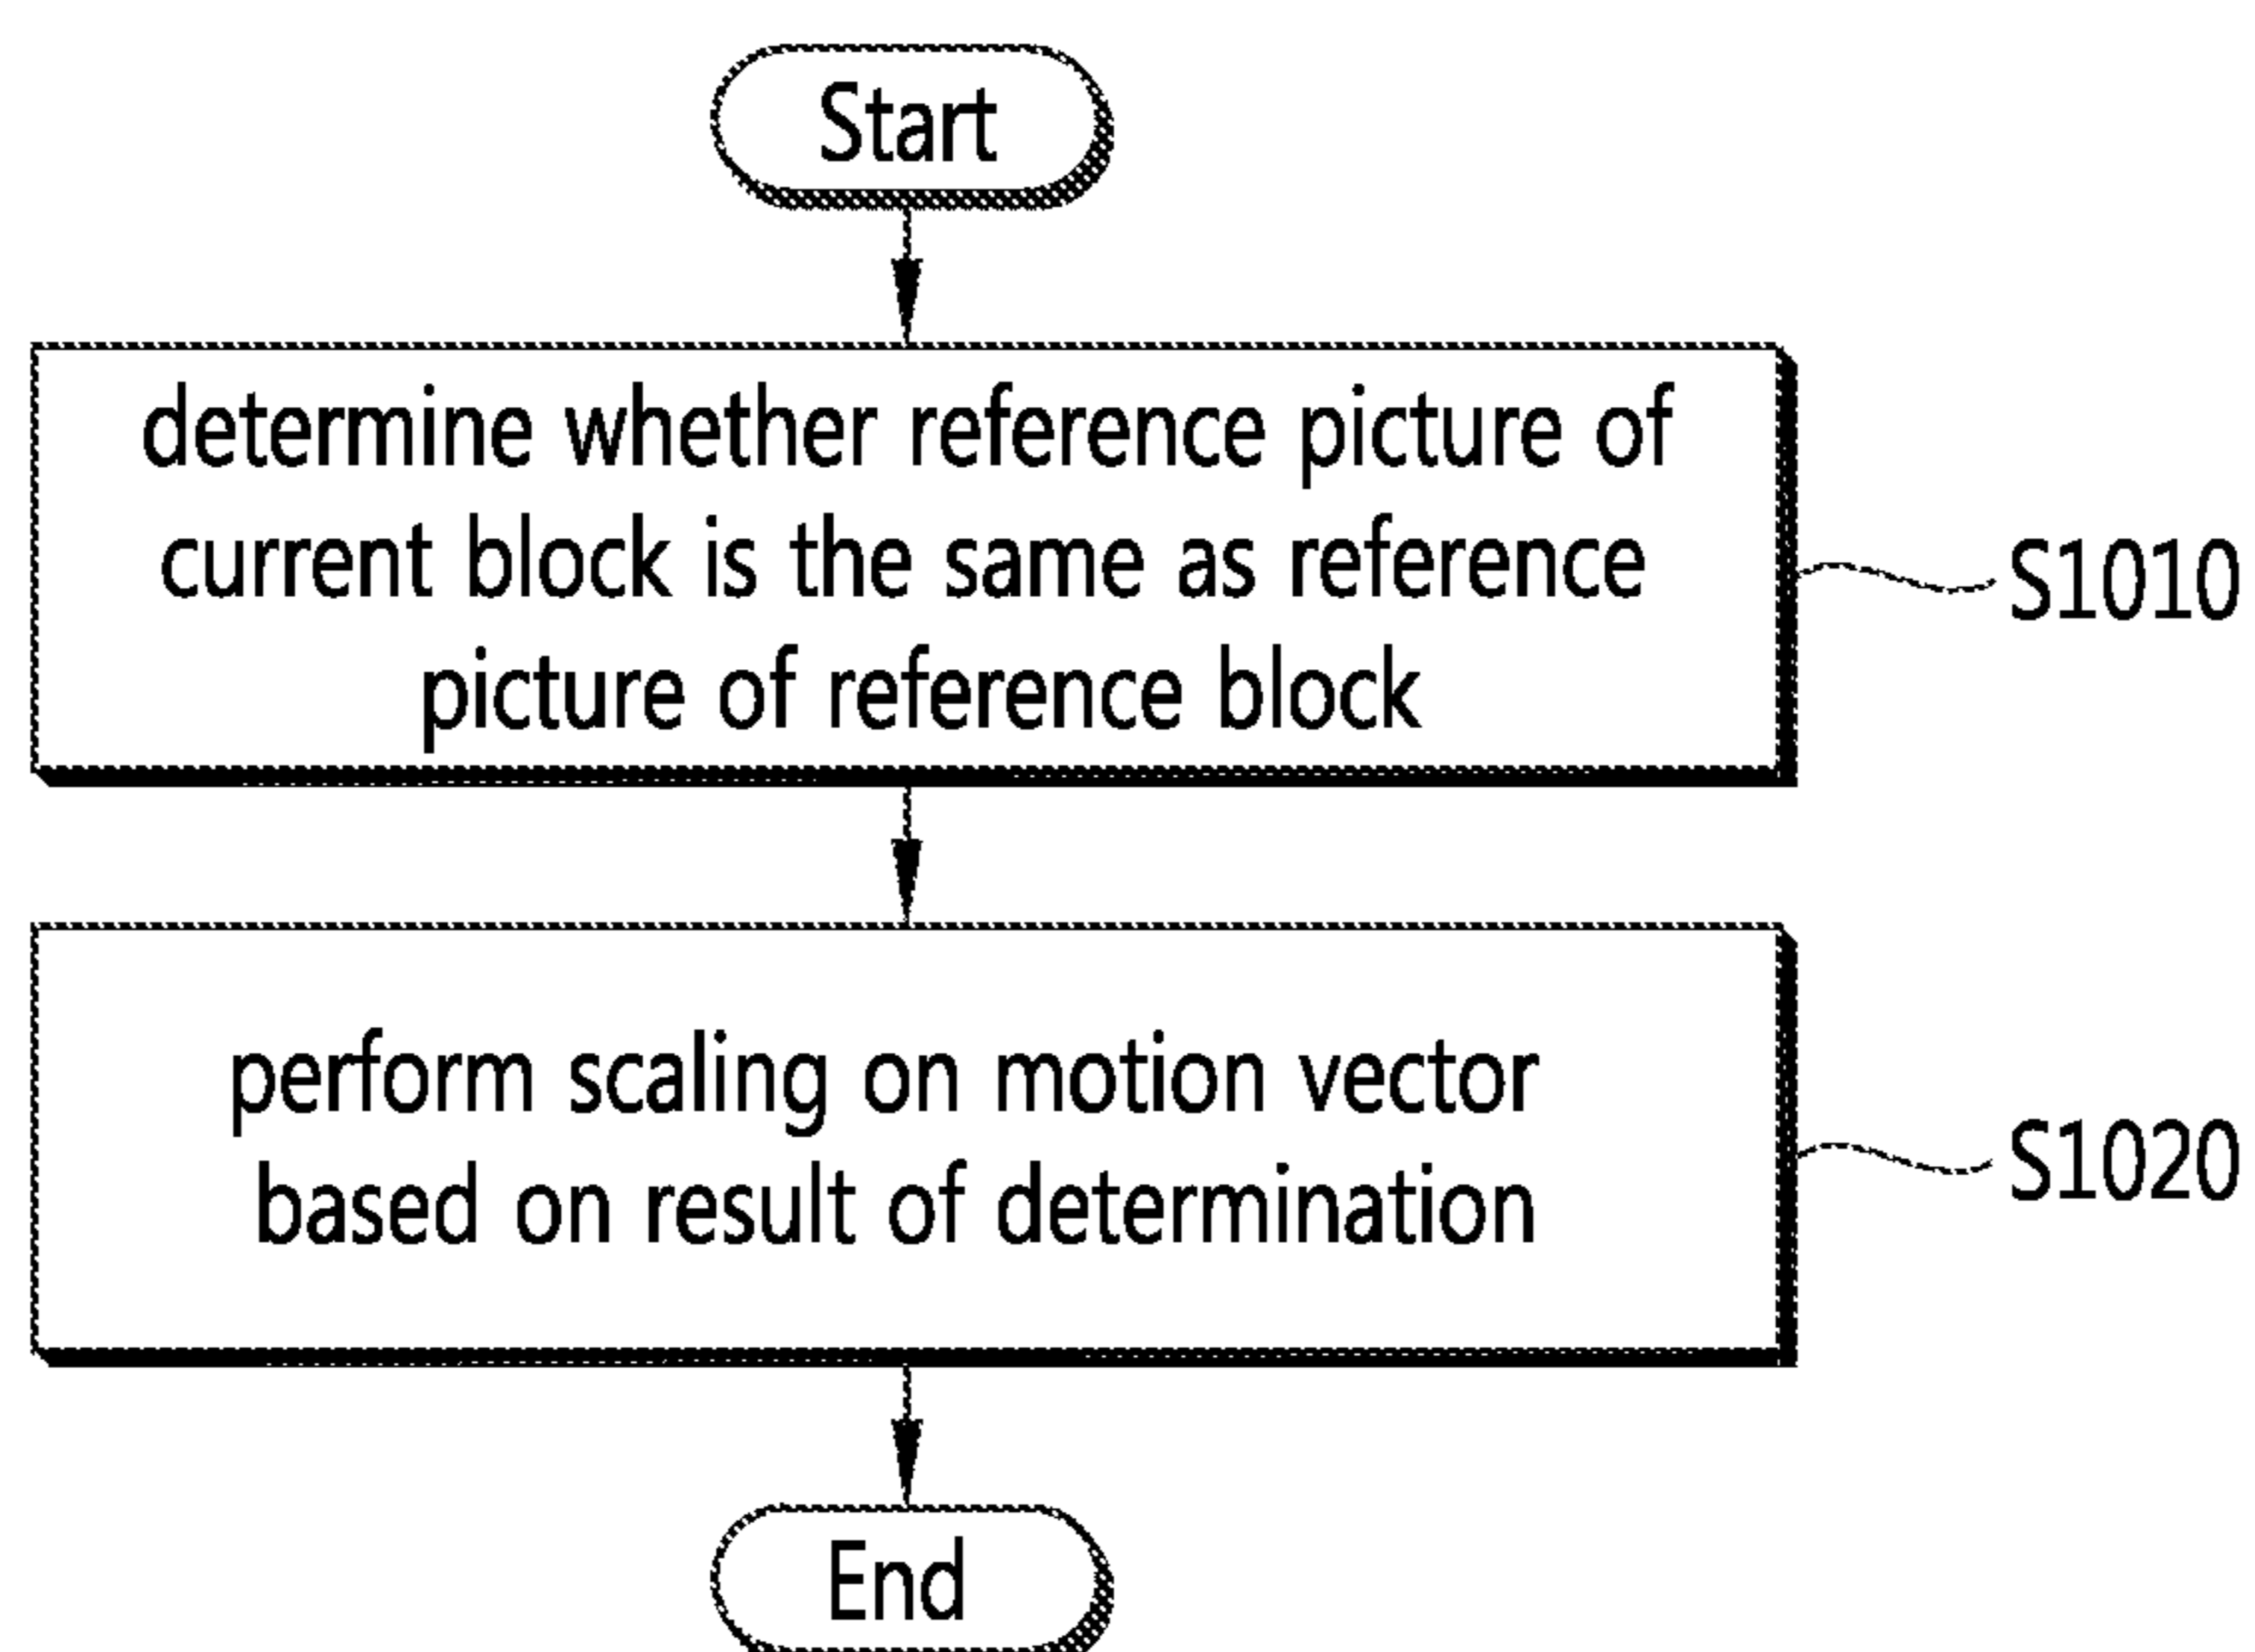 Start
determine whether reference picture of
current block is the same as reference
picture of reference block
S1010
perform scaling on motion vector
based on result of determination
S1020
End